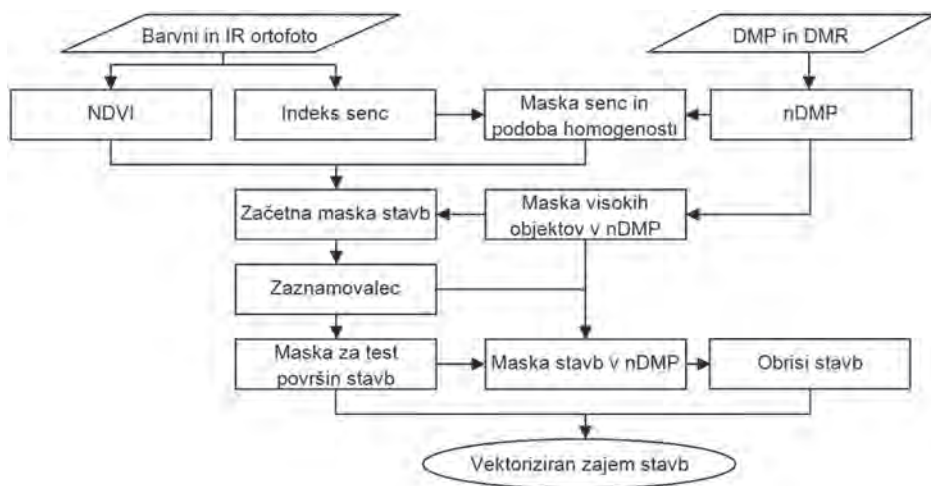 Barvni in IR ortofoto
DMP in DMR
NDVI
Indeks senc
Maska senc in
podoba homogenosti
nDMP
Začetna maska stavb
Maska visokih
objektov v nDMP
Zaznamovalec
Maska za test
površin stavb
Maska stavb v nDMP
Obrisi stavb
Vektoriziran zajem stavb